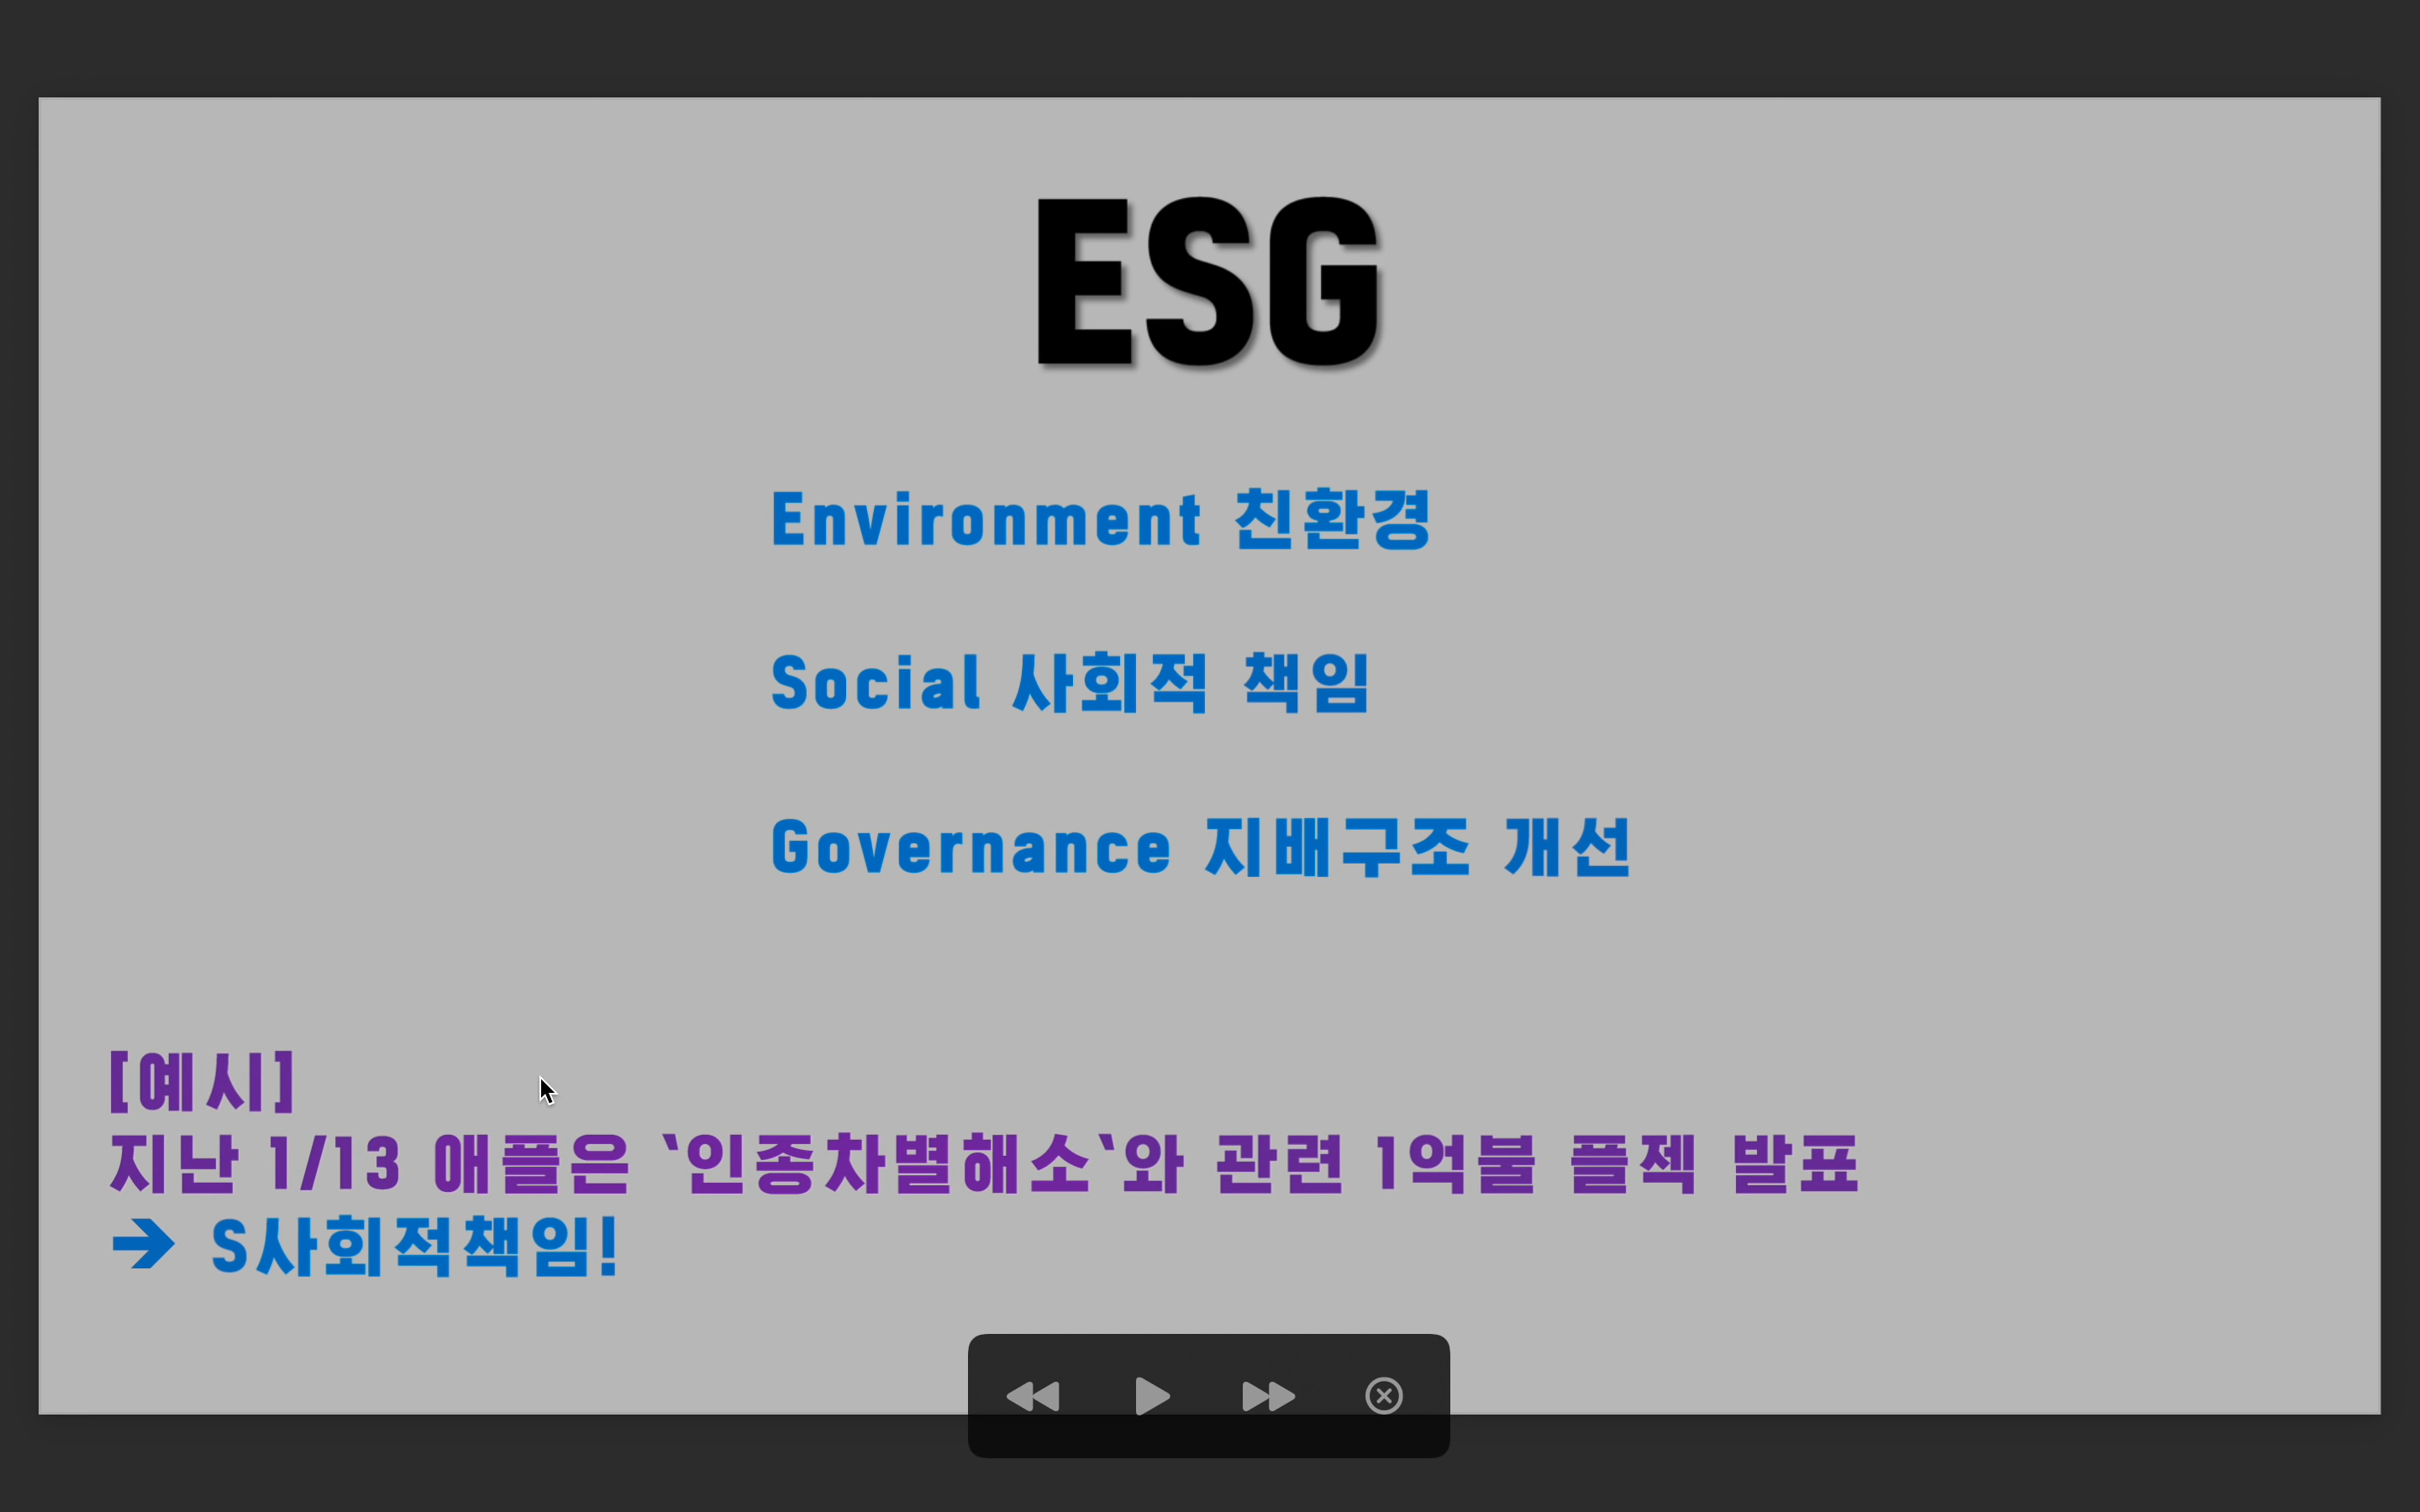 ESG
Environment 친환경
Social 사회적 책임
Governance 지배구조 개선
[예시]
지난 1/13 애플은 `인종차별해소`와 관련 1억불 플젝 발표
→ S사회적책임!